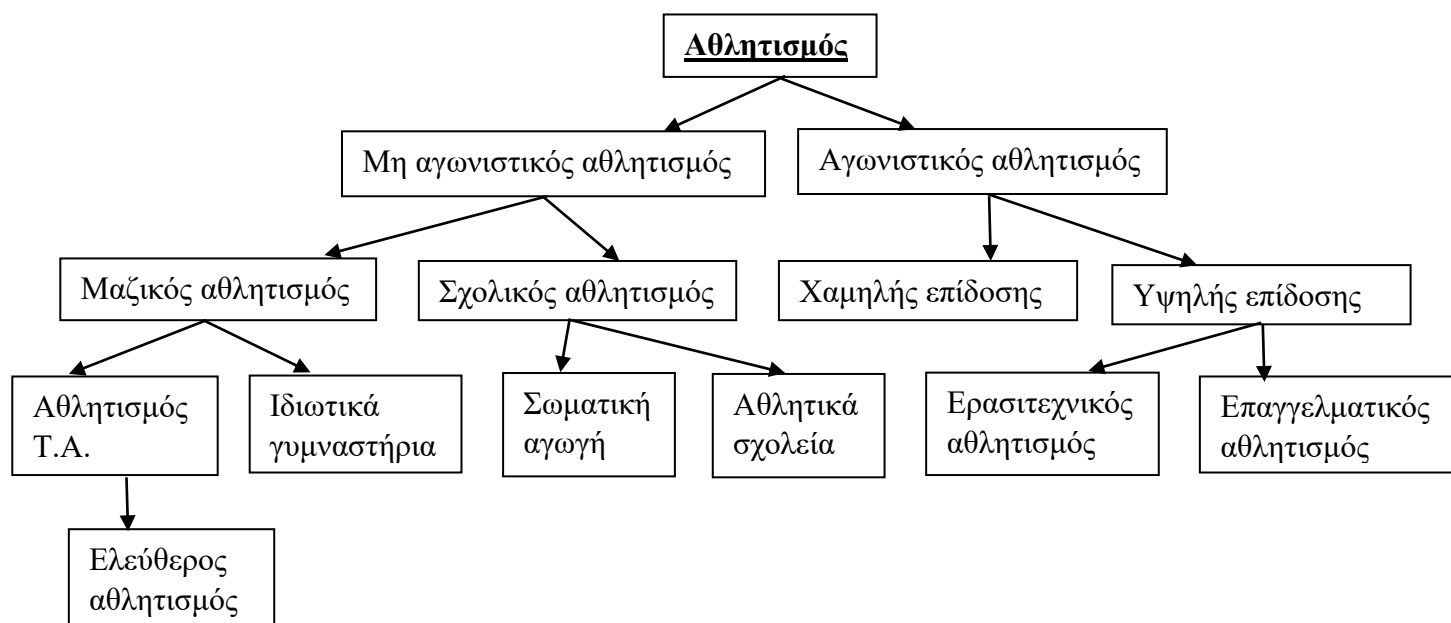 Αθλητισμός
Μη αγωνιστικός αθλητισμός
Αγωνιστικός αθλητισμός
Μαζικός αθλητισμός
Σχολικός αθλητισμός
Χαμηλής επίδοσης
Υψηλής επίδοσης
Αθλητισμός
Τ.Α.
Ιδιωτικά
γυμναστήρια
Σωματική
αγωγή
Αθλητικά
σχολεία
Ερασιτεχνικός
αθλητισμός
Επαγγελματικός
αθλητισμός
Ελεύθερος
αθλητισμός